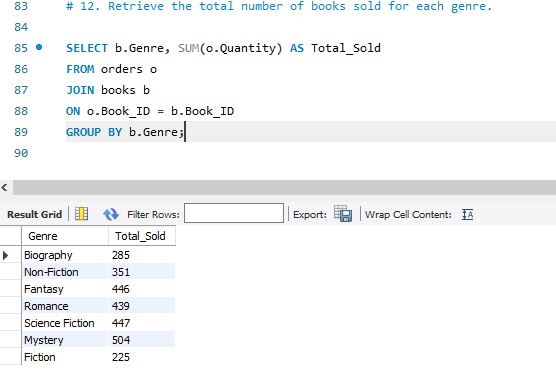 83 # 12. Retrieve the total number of books sold for each genre.
84
85 SELECT b.Genre, SUM(o.Quantity) AS Total_Sold
86 FROM orders o
87 JOIN books b
88 ON o.Book_ID = b.Book_ID
89 GROUP BY b.Genre;
90
Result Grid Filter Rows: Export: Wrap Cell Content: IA
Genre Total_Sold
Biography 285
Non-Fiction 351
Fantasy 446
Romance 439
Science Fiction 447
Mystery 504
Fiction 225